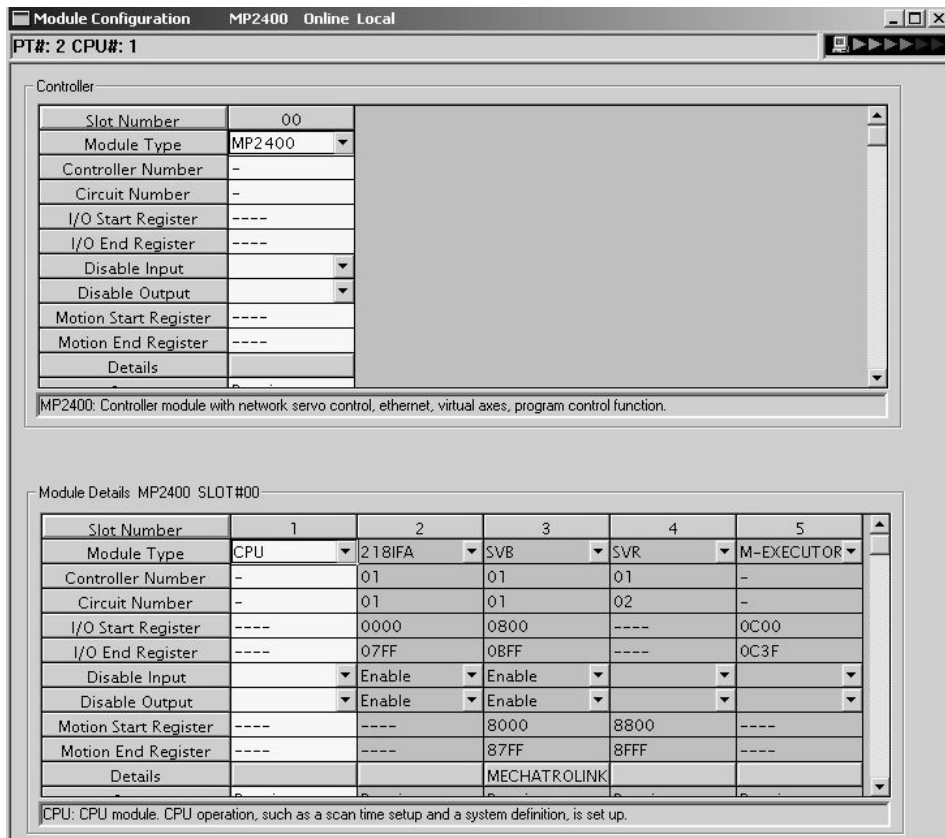 Module Configuration MP2400 Online Local
PT#: 2 CPU#: 1
Controller
Slot Number 00
Module Type MP2400
Controller Number -
Circuit Number -
I/O Start Register ----
I/O End Register ----
Disable Input
Disable Output
Motion Start Register ----
Motion End Register ----
Details
MP2400: Controller module with network servo control, ethernet, virtual axes, program control function.
Module Details MP2400 SLOT#00
Slot Number 1 2 3 4 5
Module Type CPU 218IFA SVB SVR M-EXECUTOR
Controller Number - 01 01 01 -
Circuit Number - 01 01 02 -
I/O Start Register ---- 0000 0800 ---- 0C00
I/O End Register ---- 07FF 0BFF ---- 0C3F
Disable Input Enable Enable
Disable Output Enable Enable
Motion Start Register ---- ---- 8000 8800 ----
Motion End Register ---- ---- 87FF 8FFF ----
Details MECHATROLINK
CPU: CPU module. CPU operation, such as a scan time setup and a system definition, is set up.